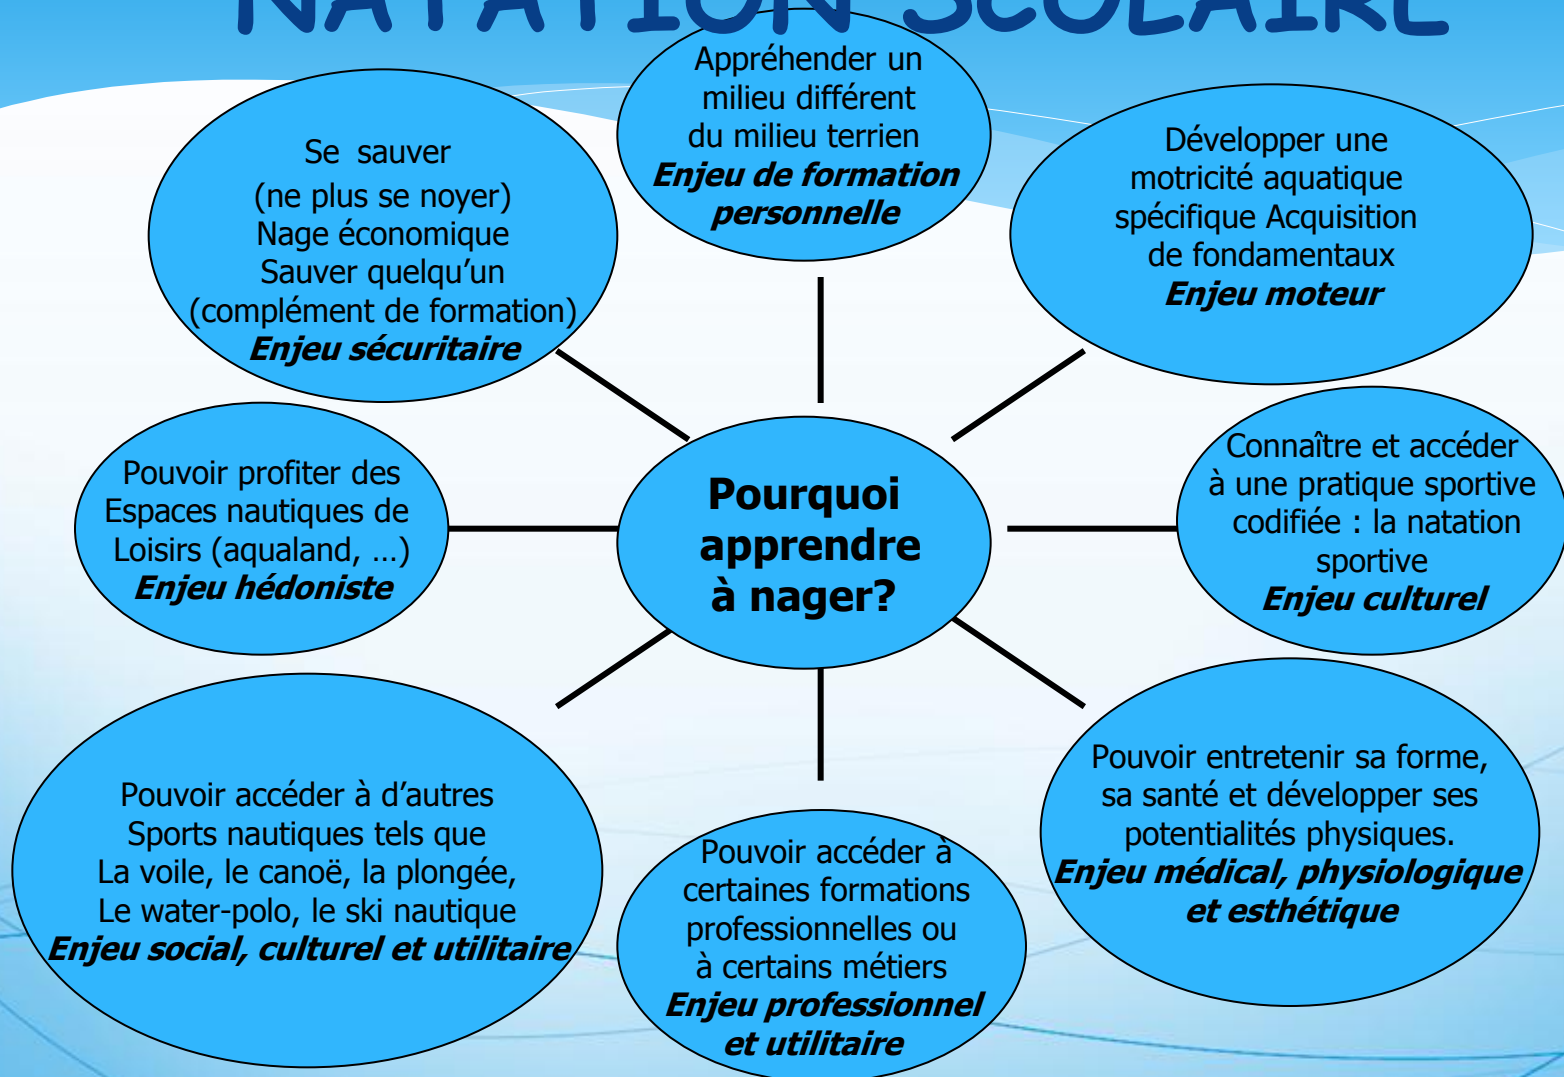 NATATION SCOLAIRE
Appréhender un
milieu différent
du milieu terrien
Enjeu de formation
personnelle
Se sauver
(ne plus se noyer)
Nage économique
Sauver quelqu’un
(complément de formation)
Enjeu sécuritaire
Développer une
motricité aquatique
spécifique Acquisition
de fondamentaux
Enjeu moteur
Pouvoir profiter des
Espaces nautiques de
Loisirs (aqualand, …)
Enjeu hédoniste
Pourquoi
apprendre
à nager?
Connaître et accéder
à une pratique sportive
codifiée : la natation
sportive
Enjeu culturel
Pouvoir accéder à d’autres
Sports nautiques tels que
La voile, le canoë, la plongée,
Le water-polo, le ski nautique
Enjeu social, culturel et utilitaire
Pouvoir accéder à
certaines formations
professionnelles ou
à certains métiers
Enjeu professionnel
et utilitaire
Pouvoir entretenir sa forme,
sa santé et développer ses
potentialités physiques.
Enjeu médical, physiologique
et esthétique